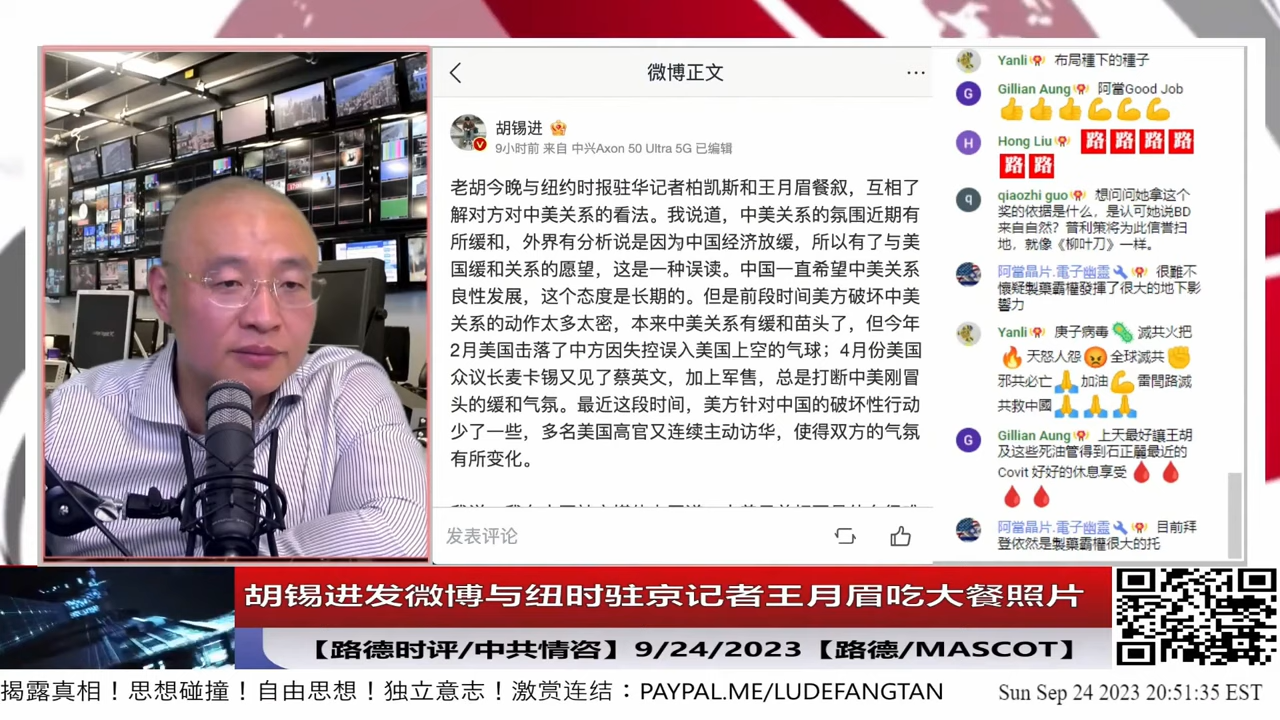 微博正文
胡锡进
9小时前 来自 中兴Axon 50 Ultra 5G 已编辑
老胡今晚与纽约时报驻华记者柏凯斯和王月眉餐叙，互相了
解对方对中美关系的看法。我说道，中美关系的氛围近期有
所缓和，外界有分析说是因为中国经济放缓，所以有了与美
国缓和关系的愿望，这是一种误读。中国一直希望中美关系
良性发展，这个态度是长期的。但是前段时间美方破坏中美
关系的动作太多太密，本来中美关系有缓和苗头了，但今年
2月美国击落了中方因失控误入美国上空的气球；4月份美国
众议长麦卡锡又见了蔡英文，加上军售，总是打断中美刚冒
头的缓和气氛。最近这段时间，美方针对中国的破坏性行动
少了一些，多名美国高官又连续主动访华，使得双方的气氛
有所变化。
发表评论
Yanli 布局種下的種子
Gillian Aung 阿當Good Job
👍👍👍💪💪💪
Hong Liu 路 路 路 路
路 路
qiaozhi guo 想问问她拿这个
奖的依据是什么，是认可她说BD
来自自然？普利策将为此信誉扫
地，就像《柳叶刀》一样。
阿當晶片.電子幽靈 很難不
懷疑製藥霸權發揮了很大的地下影
響力
Yanli 庚子病毒🦠滅共火把
🔥天怒人怨😡全球滅共✊
邪共必亡🙏加油💪雷閆路滅
共救中國🙏🙏🙏
Gillian Aung 上天最好讓王胡
及这些死油管得到石正麗最近的
Covit 好好的休息享受🩸🩸
🩸🩸
阿當晶片.電子幽靈 目前拜
登依然是製藥霸權很大的托
胡锡进发微博与纽时驻京记者王月眉吃大餐照片
【路德时评/中共情咨】9/24/2023【路德/MASCOT】
揭露真相！思想碰撞！自由思想！独立意志！激赏连结：PAYPAL.ME/LUDEFANGTAN
Sun Sep 24 2023 20:51:35 EST